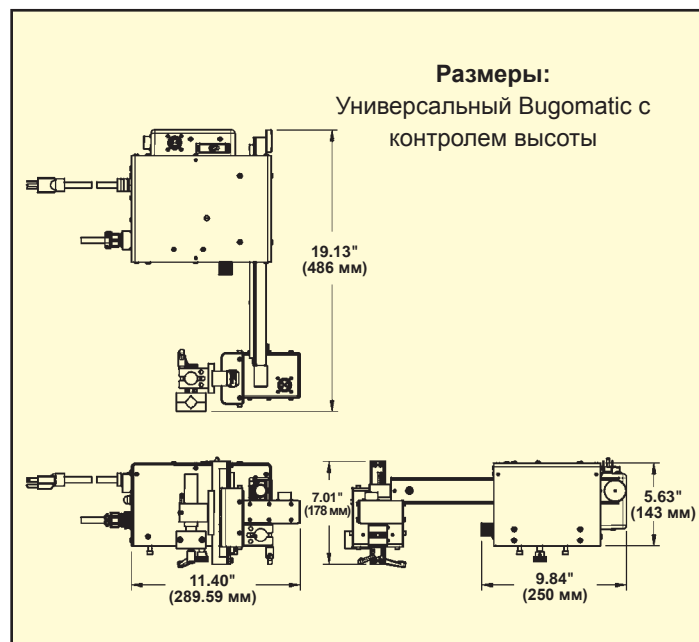 Размеры:
Универсальный Bugomatic с
контролем высоты
19.13"
(486 мм)
7.01"
(178 мм)
5.63"
(143 мм)
11.40"
(289.59 мм)
9.84"
(250 мм)